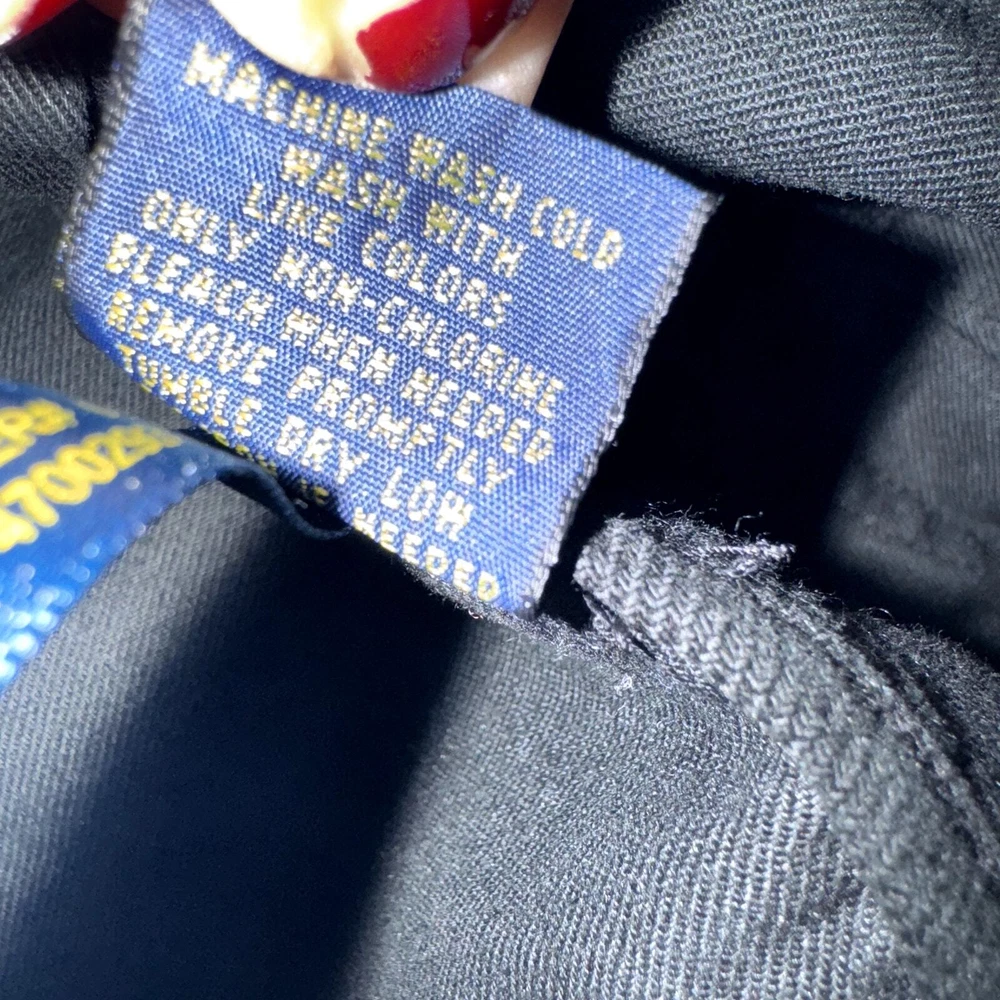 MACHINE WASH COLD
WASH WITH
LIKE COLORS
ONLY NON-CHLORINE
BLEACH WHEN NEEDED
REMOVE PROMPTLY
TUMBLE DRY LOW
NEEDED